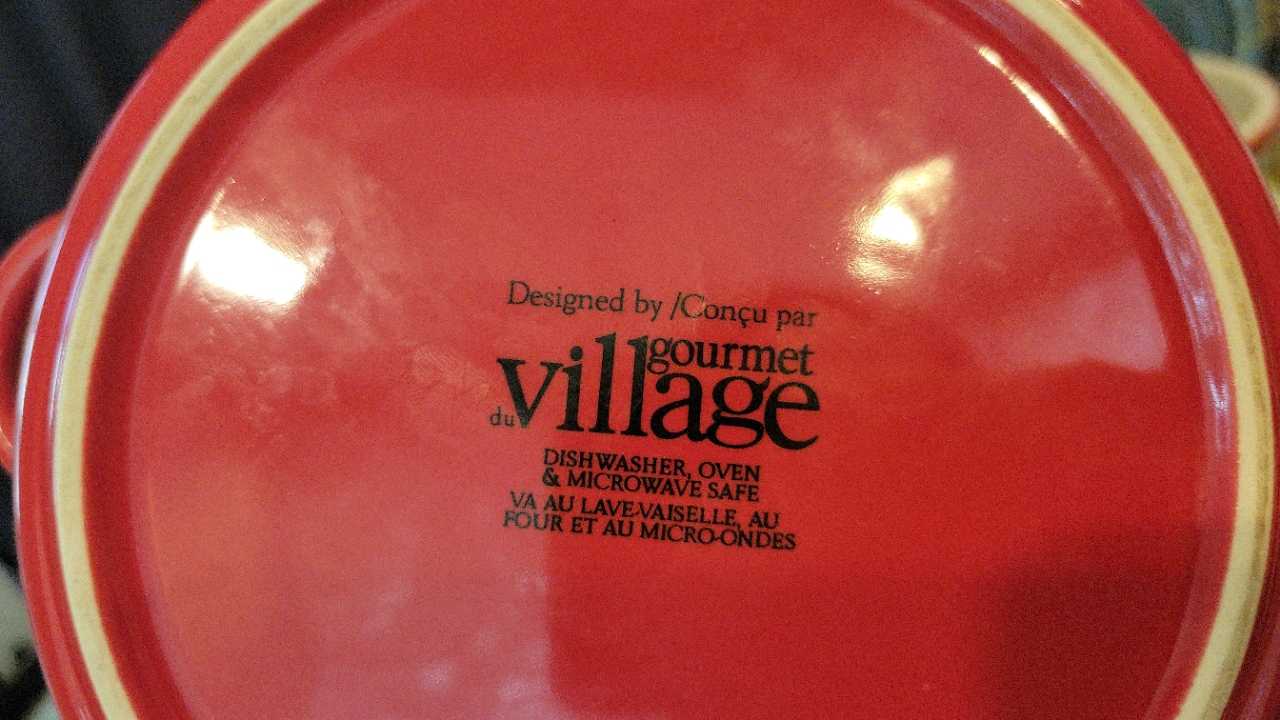 Designed by /Conçu par
gourmet
du village
DISHWASHER, OVEN
& MICROWAVE SAFE
VA AU LAVE-VAISELLE, AU
FOUR ET AU MICRO-ONDES